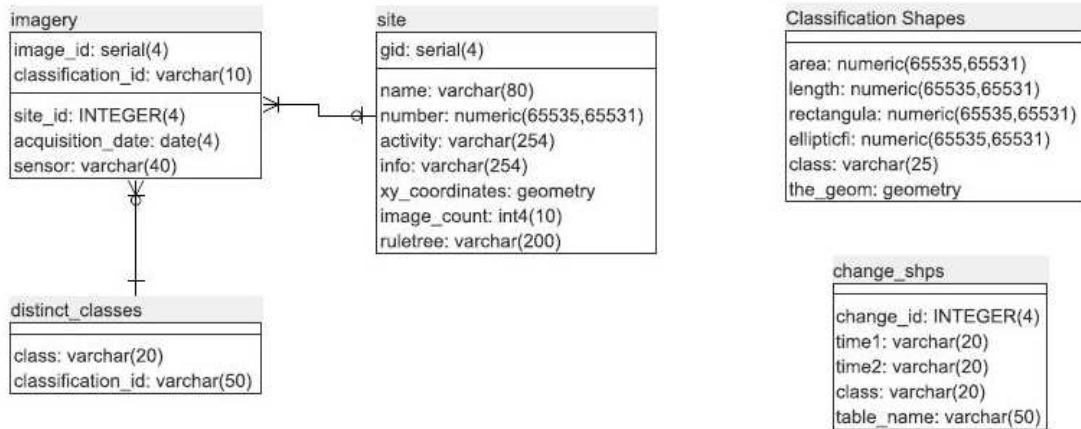 imagery
image_id: serial(4)
classification_id: varchar(10)
site_id: INTEGER(4)
acquisition_date: date(4)
sensor: varchar(40)
site
gid: serial(4)
name: varchar(80)
number: numeric(65535,65531)
activity: varchar(254)
info: varchar(254)
xy_coordinates: geometry
image_count: int4(10)
ruletree: varchar(200)
Classification Shapes
area: numeric(65535,65531)
length: numeric(65535,65531)
rectangula: numeric(65535,65531)
ellipticfi: numeric(65535,65531)
class: varchar(25)
the_geom: geometry
distinct_classes
class: varchar(20)
classification_id: varchar(50)
change_shps
change_id: INTEGER(4)
time1: varchar(20)
time2: varchar(20)
class: varchar(20)
table_name: varchar(50)